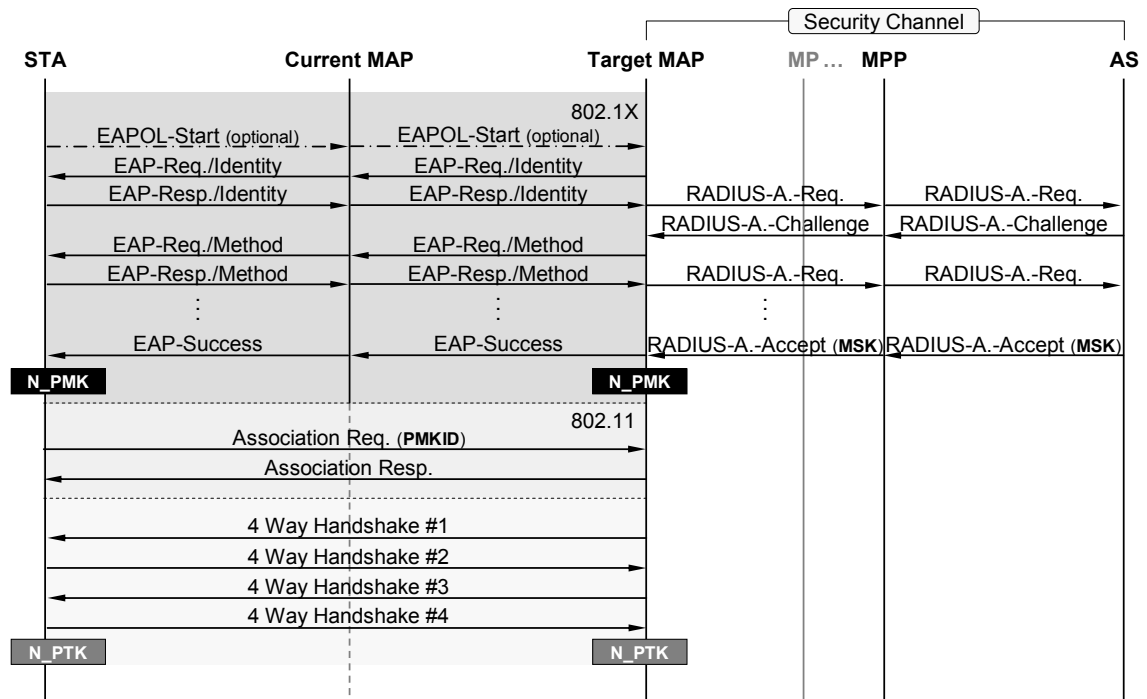 Security Channel
STA Current MAP Target MAP MP ... MPP AS
802.1X
EAPOL-Start (optional) EAPOL-Start (optional)
EAP-Req./Identity EAP-Req./Identity
EAP-Resp./Identity EAP-Resp./Identity RADIUS-A.-Req. RADIUS-A.-Req.
RADIUS-A.-Challenge RADIUS-A.-Challenge
EAP-Req./Method EAP-Req./Method
EAP-Resp./Method EAP-Resp./Method RADIUS-A.-Req. RADIUS-A.-Req.
EAP-Success EAP-Success RADIUS-A.-Accept (MSK) RADIUS-A.-Accept (MSK)
N_PMK N_PMK
802.11
Association Req. (PMKID)
Association Resp.
4 Way Handshake #1
4 Way Handshake #2
4 Way Handshake #3
4 Way Handshake #4
N_PTK N_PTK